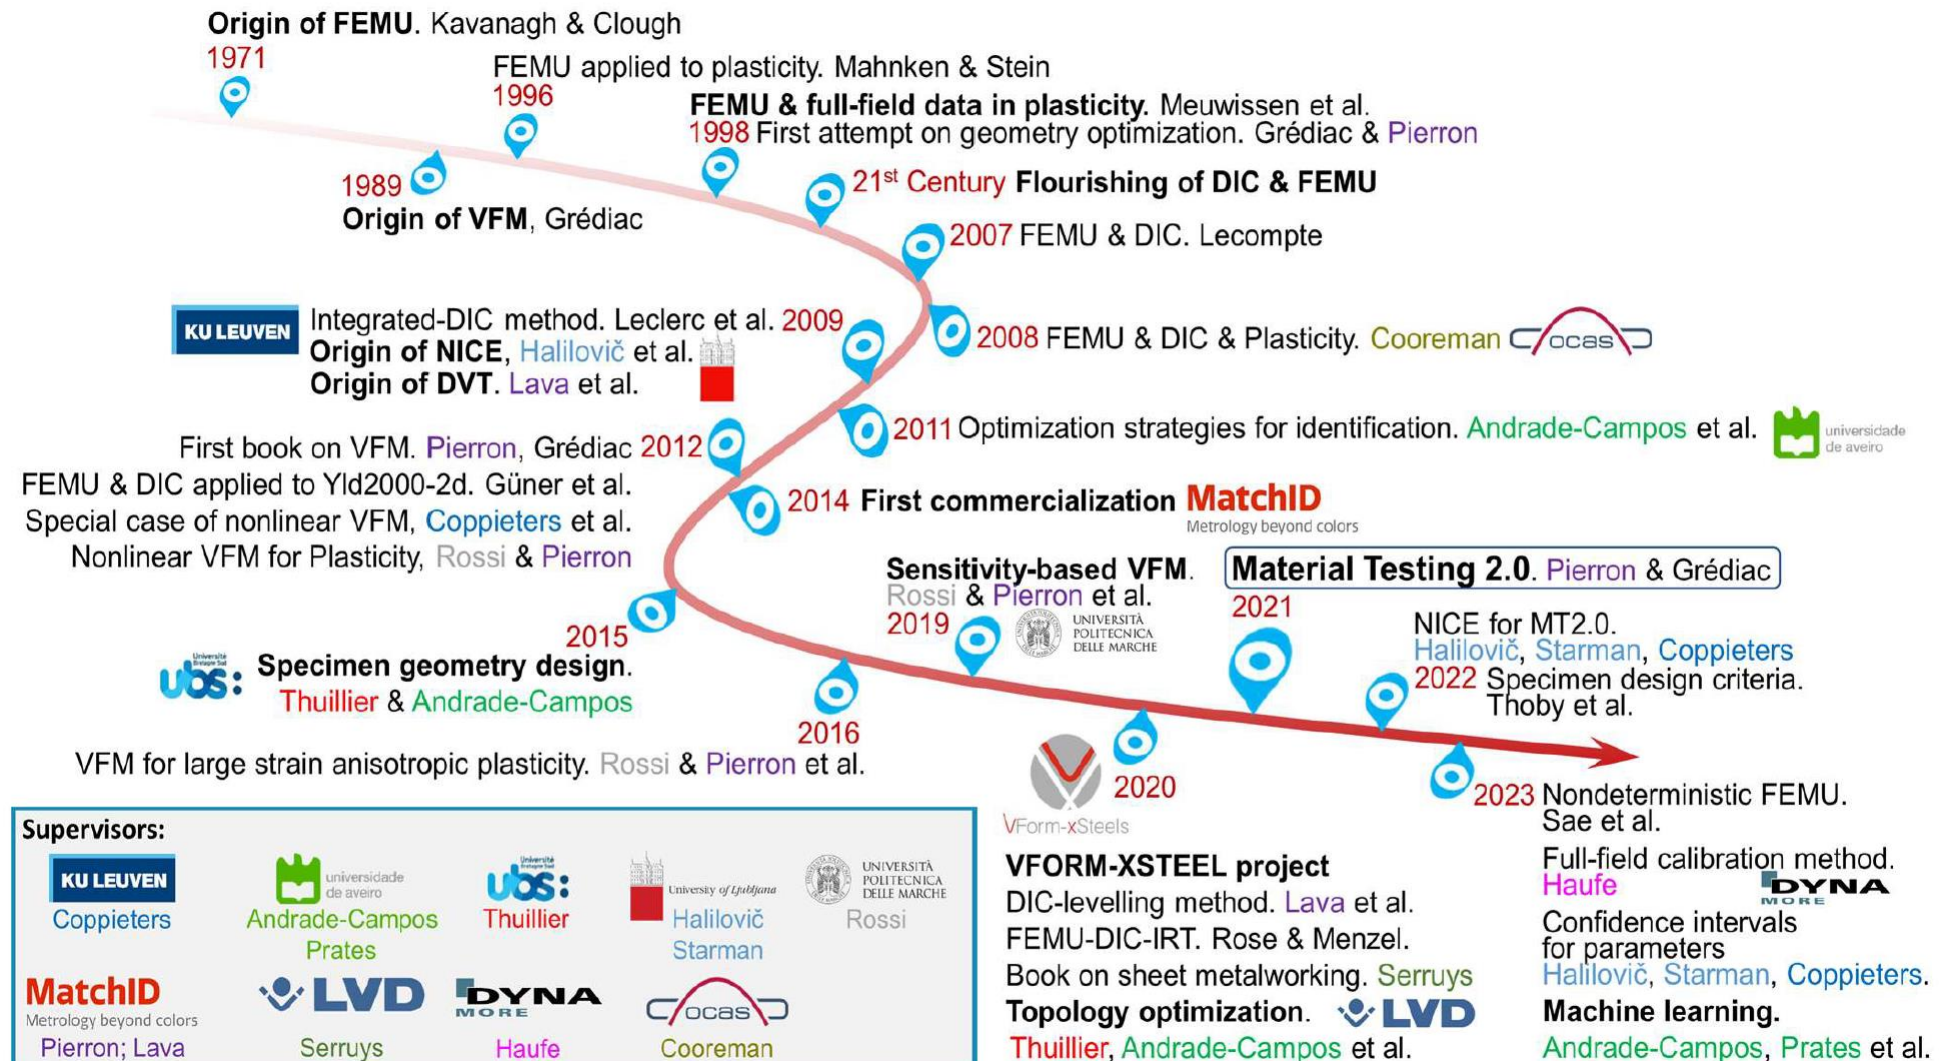 Origin of FEMU. Kavanagh & Clough
1971
FEMU applied to plasticity. Mahnken & Stein
1996
FEMU & full-field data in plasticity. Meuwissen et al.
1998 First attempt on geometry optimization. Grédiac & Pierron
1989
Origin of VFM, Grédiac
21st Century Flourishing of DIC & FEMU
2007 FEMU & DIC. Lecompte
KU LEUVEN
Integrated-DIC method. Leclerc et al. 2009
Origin of NICE, Halilovič et al.
Origin of DVT. Lava et al.
2008 FEMU & DIC & Plasticity. Cooreman
ocas
2011 Optimization strategies for identification. Andrade-Campos et al.
universidade
de aveiro
First book on VFM. Pierron, Grédiac 2012
FEMU & DIC applied to Yld2000-2d. Güner et al.
Special case of nonlinear VFM, Coppieters et al.
Nonlinear VFM for Plasticity, Rossi & Pierron
2014 First commercialization MatchID
Metrology beyond colors
2015
Université
Bretagne Sud
ubs:
Specimen geometry design.
Thuillier & Andrade-Campos
2016
VFM for large strain anisotropic plasticity. Rossi & Pierron et al.
Sensitivity-based VFM.
Rossi & Pierron et al.
2019
UNIVERSITÀ
POLITECNICA
DELLE MARCHE
Material Testing 2.0. Pierron & Grédiac
2021
NICE for MT2.0.
Halilovič, Starman, Coppieters
2022 Specimen design criteria.
Thoby et al.
2020
VForm-xSteels
VFORM-XSTEEL project
DIC-levelling method. Lava et al.
FEMU-DIC-IRT. Rose & Menzel.
Book on sheet metalworking. Serruys
Topology optimization. LVD
Thuillier, Andrade-Campos et al.
2023 Nondeterministic FEMU.
Sae et al.
Full-field calibration method.
Haufe
DYNA
MORE
Confidence intervals
for parameters
Halilovič, Starman, Coppieters.
Machine learning.
Andrade-Campos, Prates et al.
Supervisors:
KU LEUVEN
Coppieters
universidade
de aveiro
Andrade-Campos
Prates
Université
Bretagne Sud
ubs:
Thuillier
University of Ljubljana
Halilovič
Starman
UNIVERSITÀ
POLITECNICA
DELLE MARCHE
Rossi
MatchID
Metrology beyond colors
Pierron; Lava
LVD
Serruys
DYNA
MORE
Haufe
ocas
Cooreman